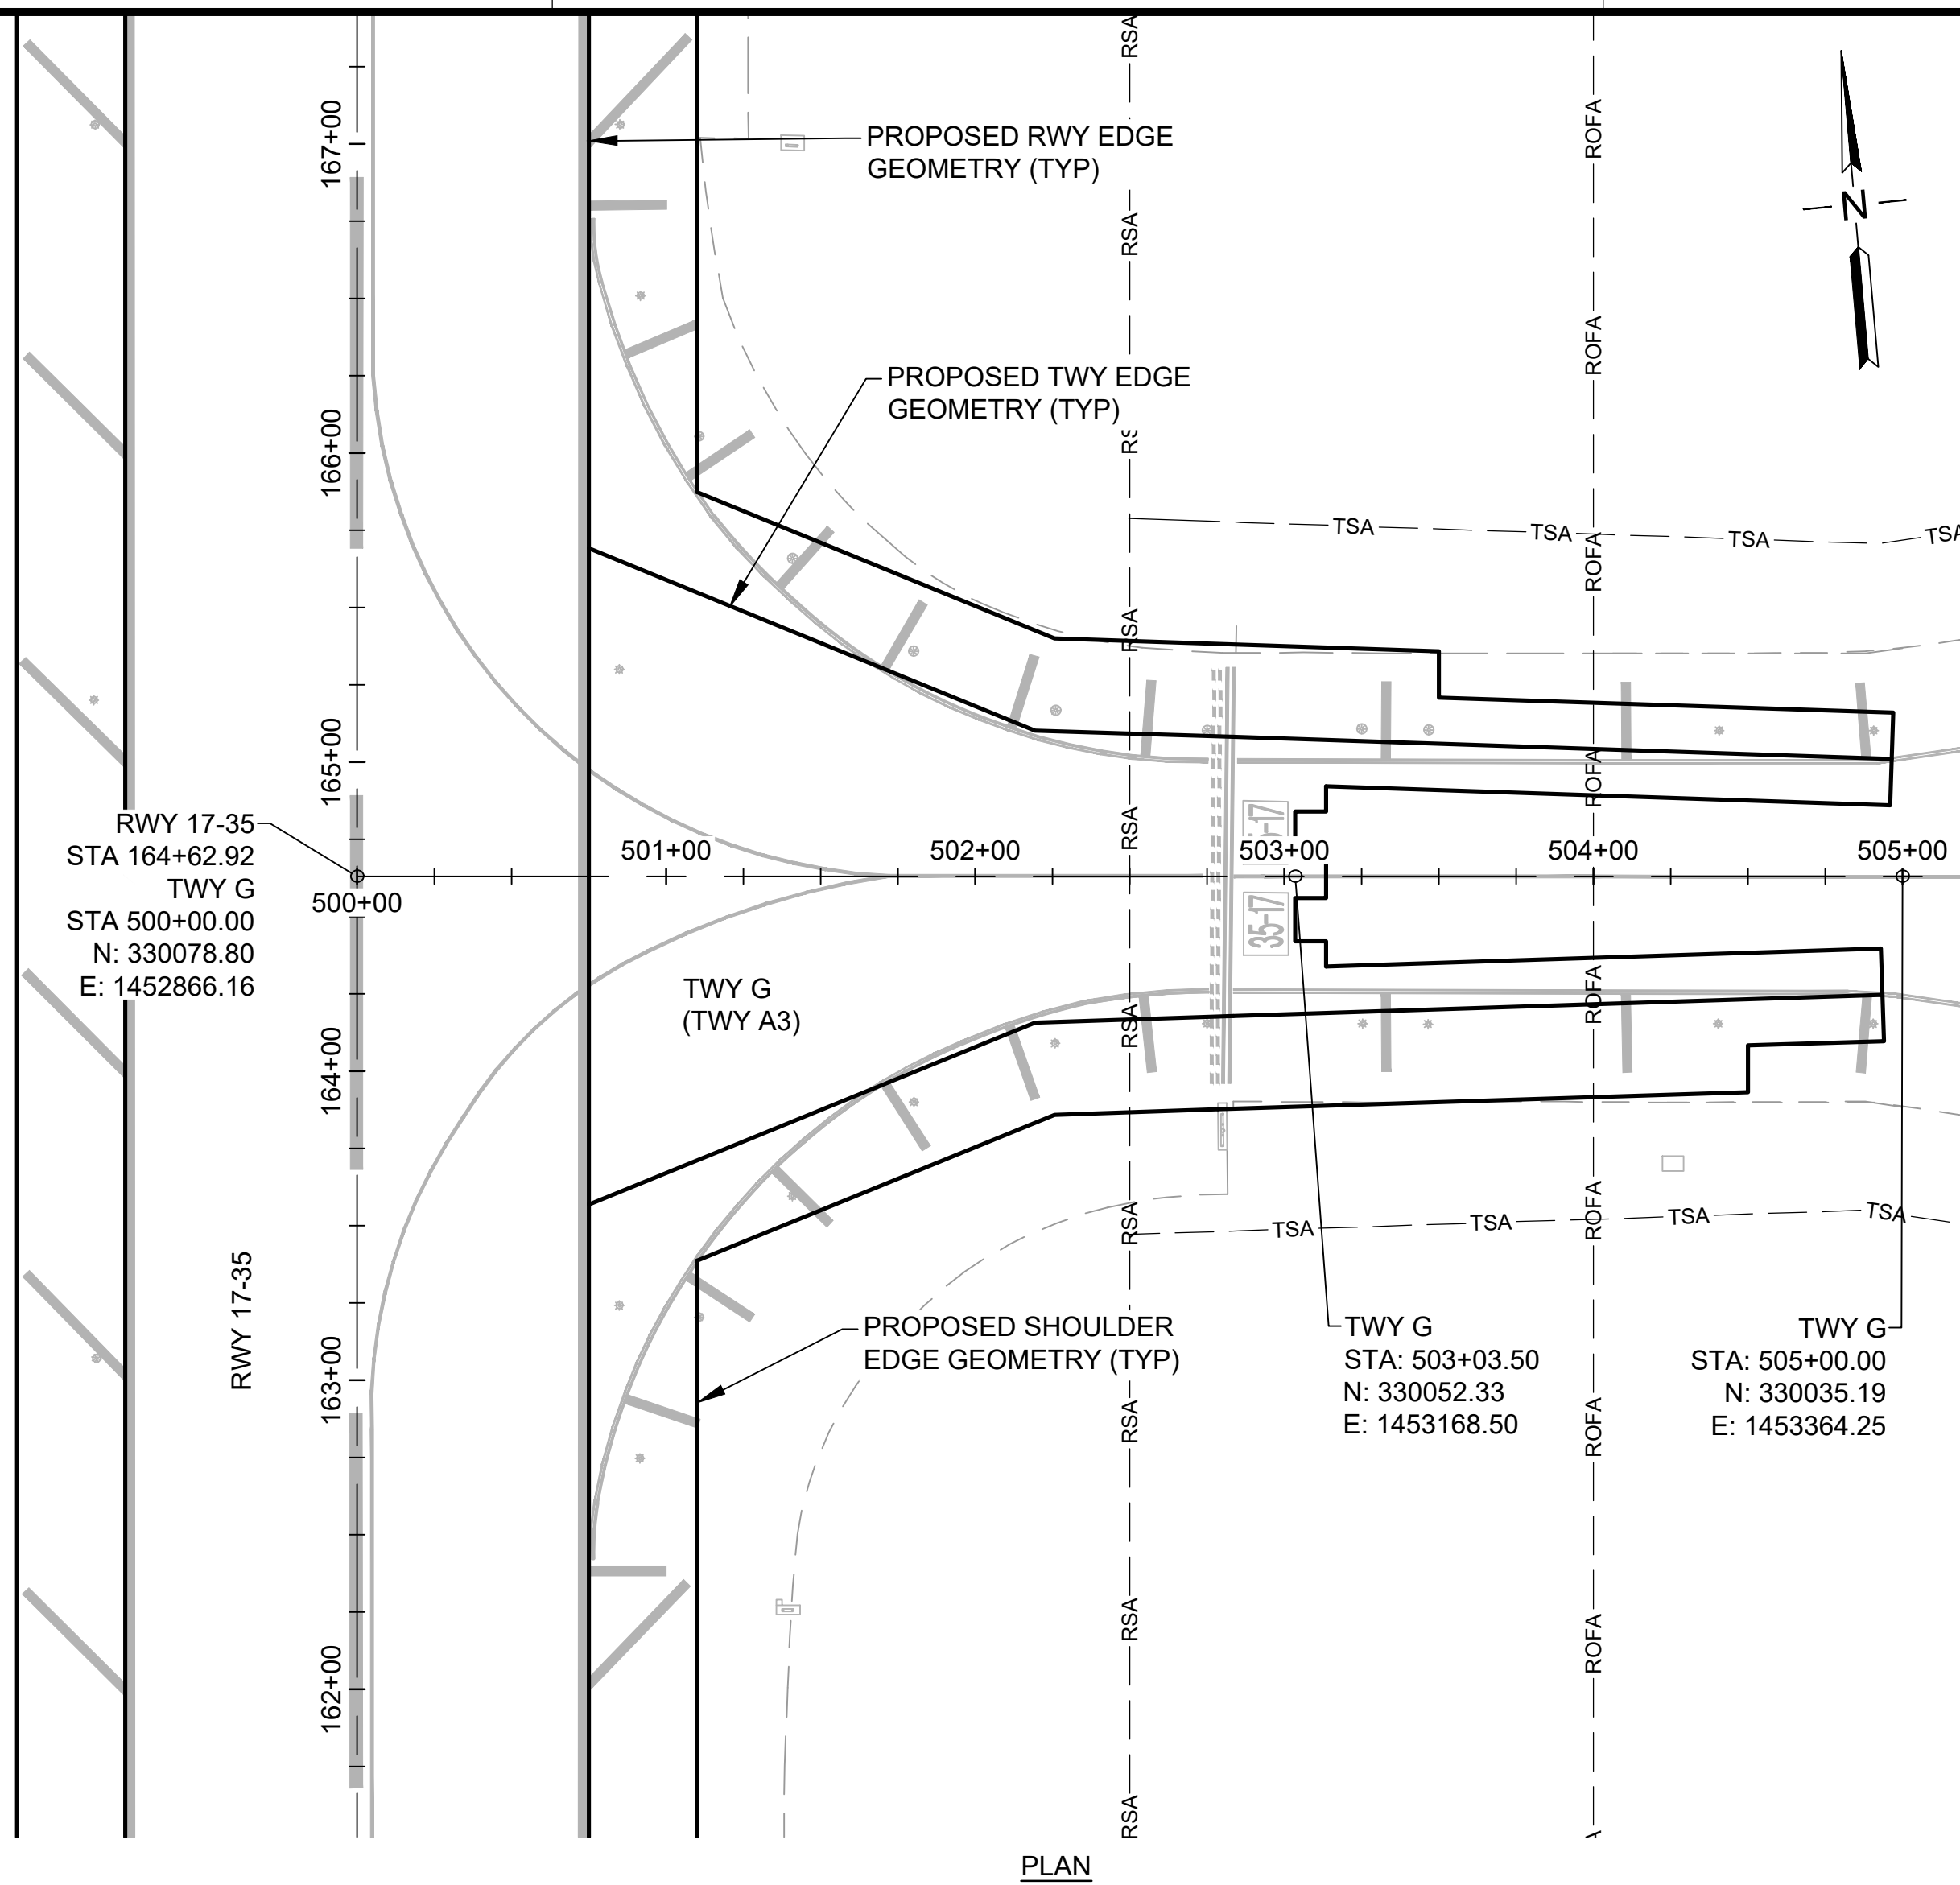 PROPOSED RWY EDGE
GEOMETRY (TYP)
N
PROPOSED TWY EDGE
GEOMETRY (TYP)
RSA
RSA
RSA
RSA
RSA
RSA
RSA
RSA
RSA
ROFA
ROFA
ROFA
ROFA
ROFA
ROFA
ROFA
ROFA
TSA
TSA
TSA
167+00
166+00
165+00
164+00
163+00
162+00
RWY 17-35
STA 164+62.92
TWY G
STA 500+00.00
N: 330078.80
E: 1452866.16
500+00
501+00
502+00
503+00
504+00
505+00
35-17
TWY G
(TWY A3)
TSA
TSA
TSA
TSA
RWY 17-35
PROPOSED SHOULDER
EDGE GEOMETRY (TYP)
TWY G
STA: 503+03.50
N: 330052.33
E: 1453168.50
TWY G
STA: 505+00.00
N: 330035.19
E: 1453364.25
PLAN